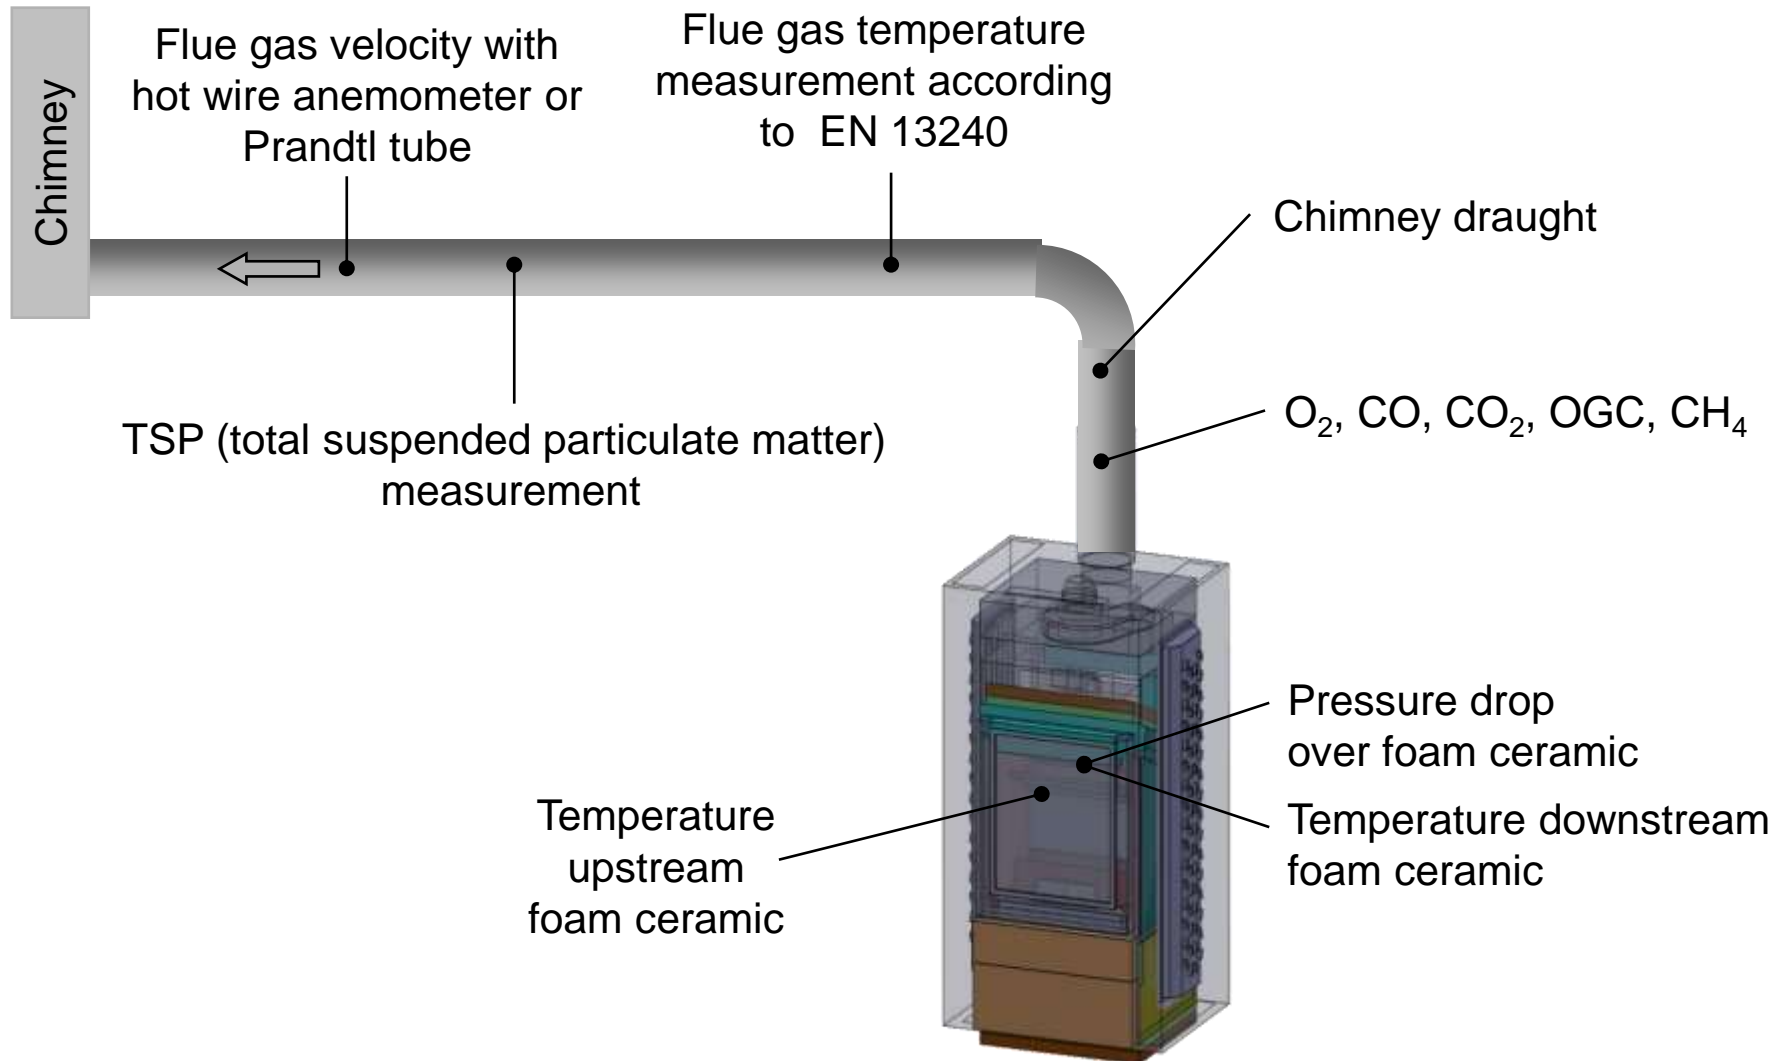 Chimney
Flue gas velocity with
hot wire anemometer or
Prandtl tube
Flue gas temperature
measurement according
to  EN 13240
Chimney draught
O₂, CO, CO₂, OGC, CH₄
TSP (total suspended particulate matter)
measurement
Pressure drop
over foam ceramic
Temperature downstream
foam ceramic
Temperature
upstream
foam ceramic